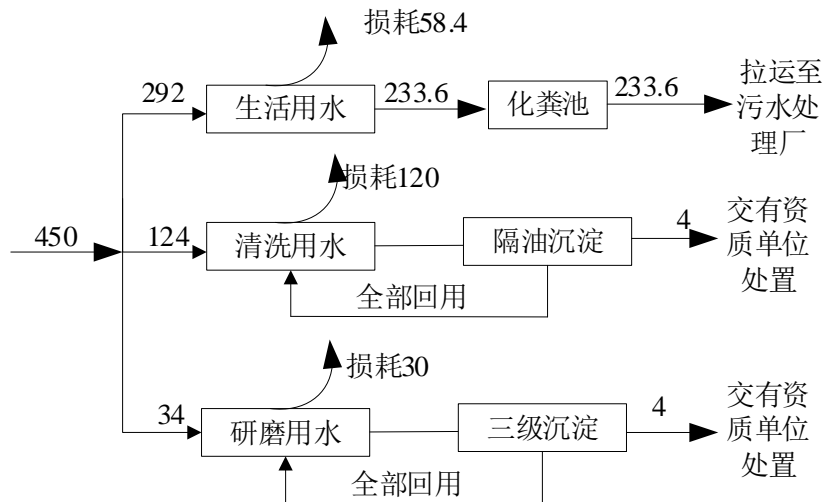 损耗58.4
292
生活用水
233.6
化粪池
233.6
拉运至
污水处
理厂
损耗120
450
124
清洗用水
隔油沉淀
4
交有资
质单位
处置
全部回用
损耗30
34
研磨用水
三级沉淀
4
交有资
质单位
处置
全部回用